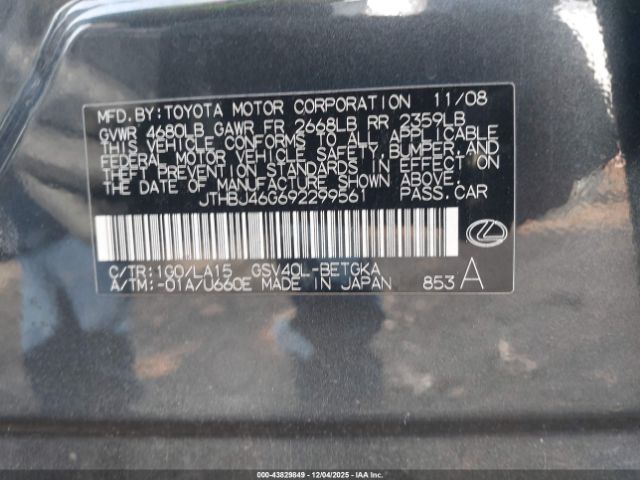 MFD. BY: TOYOTA MOTOR CORPORATION 11/08
GVWR 4680LB GAWR FR 2668LB RR 2359LB
THIS VEHICLE CONFORMS TO ALL APPLICABLE
FEDERAL MOTOR VEHICLE SAFETY, BUMPER, AND
THEFT PREVENTION STANDARDS IN EFFECT ON
THE DATE OF MANUFACTURE SHOWN ABOVE.
JTHBJ46G692299561 PASS. CAR
C/TR: 1G0/LA15 GSV40L-BETGKA
A/TM: -01A/U660E MADE IN JAPAN 853 A
000-43829849 | 12/04/2025 - IAA, Inc.